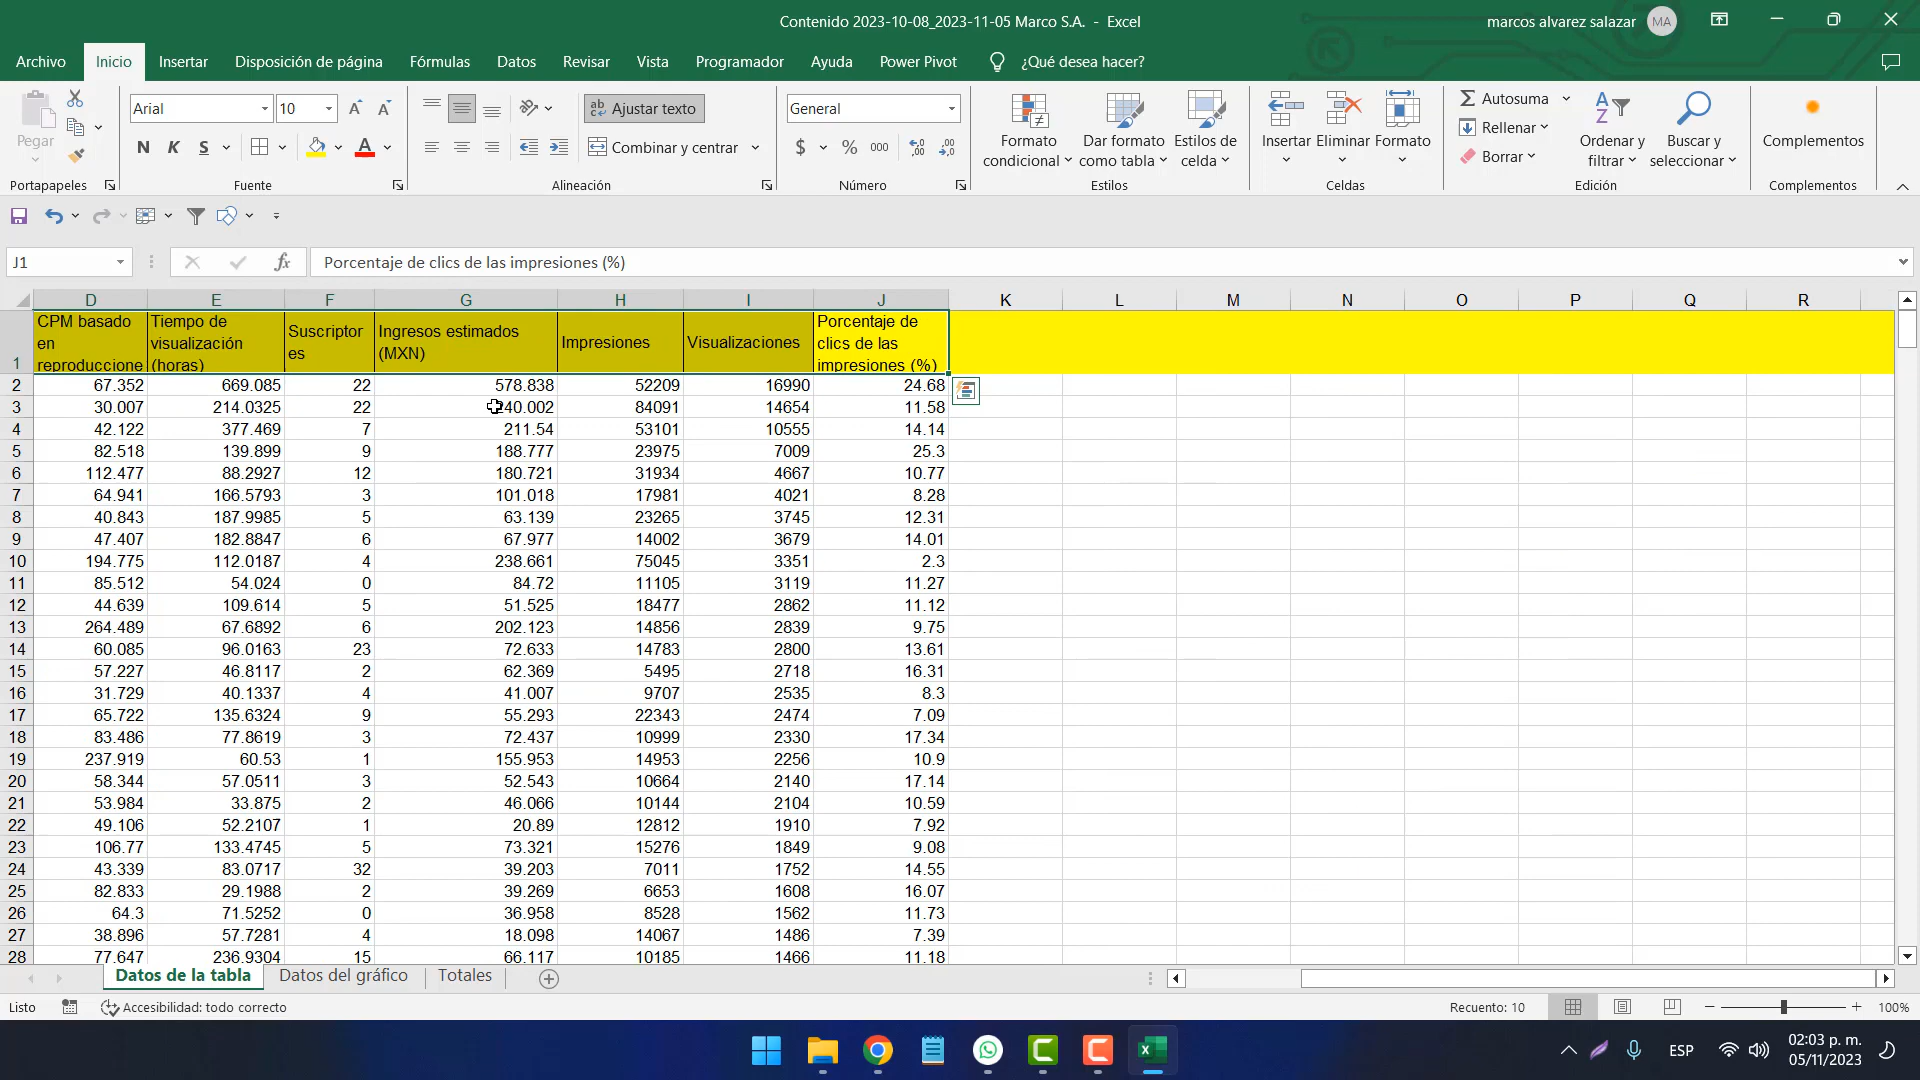 Contenido 2023-10-08_2023-11-05 Marco S.A. - Excel
marcos alvarez salazar MA
Archivo Inicio Insertar Disposición de página Fórmulas Datos Revisar Vista Programador Ayuda Power Pivot ¿Qué desea hacer?
Pegar
Portapapeles
Arial 10
N K S
Fuente
Ajustar texto
Combinar y centrar
Alineación
General
$ % 000
Número
Formato condicional
Dar formato como tabla
Estilos de celda
Estilos
Insertar Eliminar Formato
Celdas
Autosuma
Rellenar
Borrar
Ordenar y filtrar
Buscar y seleccionar
Edición
Complementos
Complementos
J1 fx Porcentaje de clics de las impresiones (%)
D E F G H I J K L M N O P Q R
1 CPM basado en reproduccione Tiempo de visualización (horas) Suscriptor es Ingresos estimados (MXN) Impresiones Visualizaciones Porcentaje de clics de las impresiones (%)
2 67.352 669.085 22 578.838 52209 16990 24.68
3 30.007 214.0325 22 240.002 84091 14654 11.58
4 42.122 377.469 7 211.54 53101 10555 14.14
5 82.518 139.899 9 188.777 23975 7009 25.3
6 112.477 88.2927 12 180.721 31934 4667 10.77
7 64.941 166.5793 3 101.018 17981 4021 8.28
8 40.843 187.9985 5 63.139 23265 3745 12.31
9 47.407 182.8847 6 67.977 14002 3679 14.01
10 194.775 112.0187 4 238.661 75045 3351 2.3
11 85.512 54.024 0 84.72 11105 3119 11.27
12 44.639 109.614 5 51.525 18477 2862 11.12
13 264.489 67.6892 6 202.123 14856 2839 9.75
14 60.085 96.0163 23 72.633 14783 2800 13.61
15 57.227 46.8117 2 62.369 5495 2718 16.31
16 31.729 40.1337 4 41.007 9707 2535 8.3
17 65.722 135.6324 9 55.293 22343 2474 7.09
18 83.486 77.8619 3 72.437 10999 2330 17.34
19 237.919 60.53 1 155.953 14953 2256 10.9
20 58.344 57.0511 3 52.543 10664 2140 17.14
21 53.984 33.875 2 46.066 10144 2104 10.59
22 49.106 52.2107 1 20.89 12812 1910 7.92
23 106.77 133.4745 5 73.321 15276 1849 9.08
24 43.339 83.0717 32 39.203 7011 1752 14.55
25 82.833 29.1988 2 39.269 6653 1608 16.07
26 64.3 71.5252 0 36.958 8528 1562 11.73
27 38.896 57.7281 4 18.098 14067 1486 7.39
28 77.647 236.9304 15 66.117 10185 1466 11.18
Datos de la tabla Datos del gráfico Totales
Listo Accesibilidad: todo correcto Recuento: 10 100%
ESP 02:03 p. m.
05/11/2023